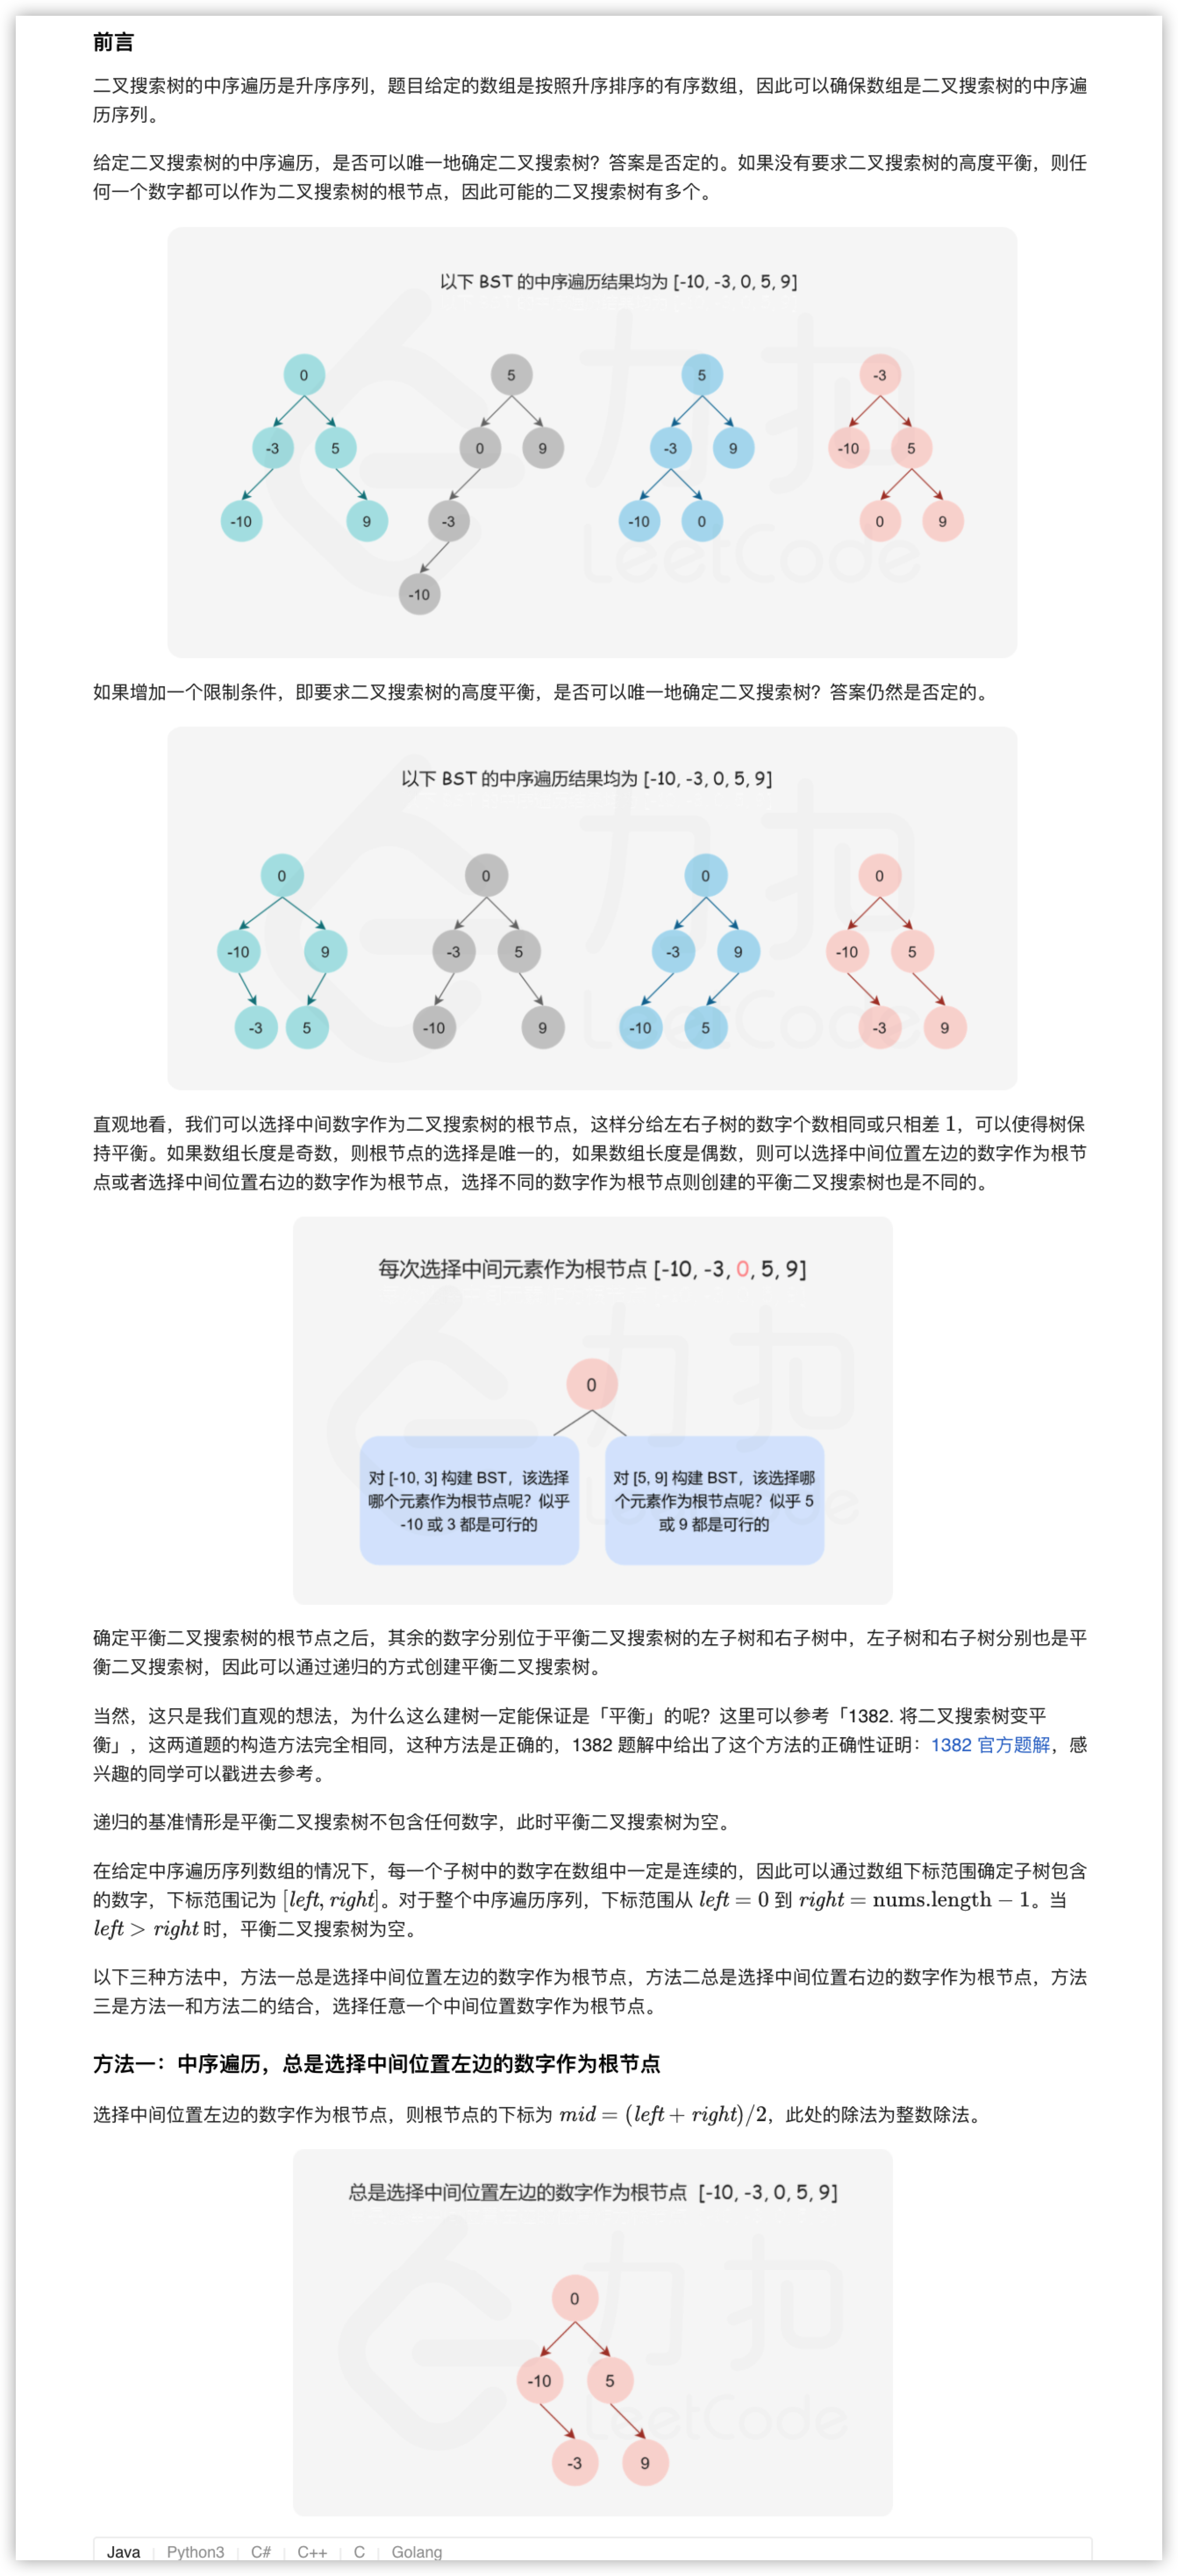 前言
二叉搜索树的中序遍历是升序序列，题目给定的数组是按照升序排序的有序数组，因此可以确保数组是二叉搜索树的中序遍
历序列。
给定二叉搜索树的中序遍历，是否可以唯一地确定二叉搜索树？答案是否定的。如果没有要求二叉搜索树的高度平衡，则任
何一个数字都可以作为二叉搜索树的根节点，因此可能的二叉搜索树有多个。
以下 BST 的中序遍历结果均为 [-10, -3, 0, 5, 9]
0 5 5 -3
-3 5 0 9 -3 9 -10 5
-10 9 -3 -10 0 0 9
-10
力扣
LeetCode
如果增加一个限制条件，即要求二叉搜索树的高度平衡，是否可以唯一地确定二叉搜索树？答案仍然是否定的。
以下 BST 的中序遍历结果均为 [-10, -3, 0, 5, 9]
0 0 0 0
-10 9 -3 5 -3 9 -10 5
-3 5 -10 9 -10 5 -3 9
力扣
LeetCode
直观地看，我们可以选择中间数字作为二叉搜索树的根节点，这样分给左右子树的数字个数相同或只相差 1，可以使得树保
持平衡。如果数组长度是奇数，则根节点的选择是唯一的，如果数组长度是偶数，则可以选择中间位置左边的数字作为根节
点或者选择中间位置右边的数字作为根节点，选择不同的数字作为根节点则创建的平衡二叉搜索树也是不同的。
每次选择中间元素作为根节点 [-10, -3, 0, 5, 9]
0
对 [-10, 3] 构建 BST，该选择
哪个元素作为根节点呢？似乎
-10 或 3 都是可行的
对 [5, 9] 构建 BST，该选择哪
个元素作为根节点呢？似乎 5
或 9 都是可行的
力扣
LeetCode
确定平衡二叉搜索树的根节点之后，其余的数字分别位于平衡二叉搜索树的左子树和右子树中，左子树和右子树分别也是平
衡二叉搜索树，因此可以通过递归的方式创建平衡二叉搜索树。
当然，这只是我们直观的想法，为什么这么建树一定能保证是「平衡」的呢？这里可以参考「1382. 将二叉搜索树变平
衡」，这两道题的构造方法完全相同，这种方法是正确的，1382 题解中给出了这个方法的正确性证明：1382 官方题解，感
兴趣的同学可以戳进去参考。
递归的基准情形是平衡二叉搜索树不包含任何数字，此时平衡二叉搜索树为空。
在给定中序遍历序列数组的情况下，每一个子树中的数字在数组中一定是连续的，因此可以通过数组下标范围确定子树包含
的数字，下标范围记为 [left, right]。对于整个中序遍历序列，下标范围从 left = 0 到 right = nums.length − 1。当
left > right 时，平衡二叉搜索树为空。
以下三种方法中，方法一总是选择中间位置左边的数字作为根节点，方法二总是选择中间位置右边的数字作为根节点，方法
三是方法一和方法二的结合，选择任意一个中间位置数字作为根节点。
方法一：中序遍历，总是选择中间位置左边的数字作为根节点
选择中间位置左边的数字作为根节点，则根节点的下标为 mid = (left + right)/2，此处的除法为整数除法。
总是选择中间位置左边的数字作为根节点 [-10, -3, 0, 5, 9]
0
-10 5
-3 9
力扣
LeetCode
Java Python3 C# C++ C Golang